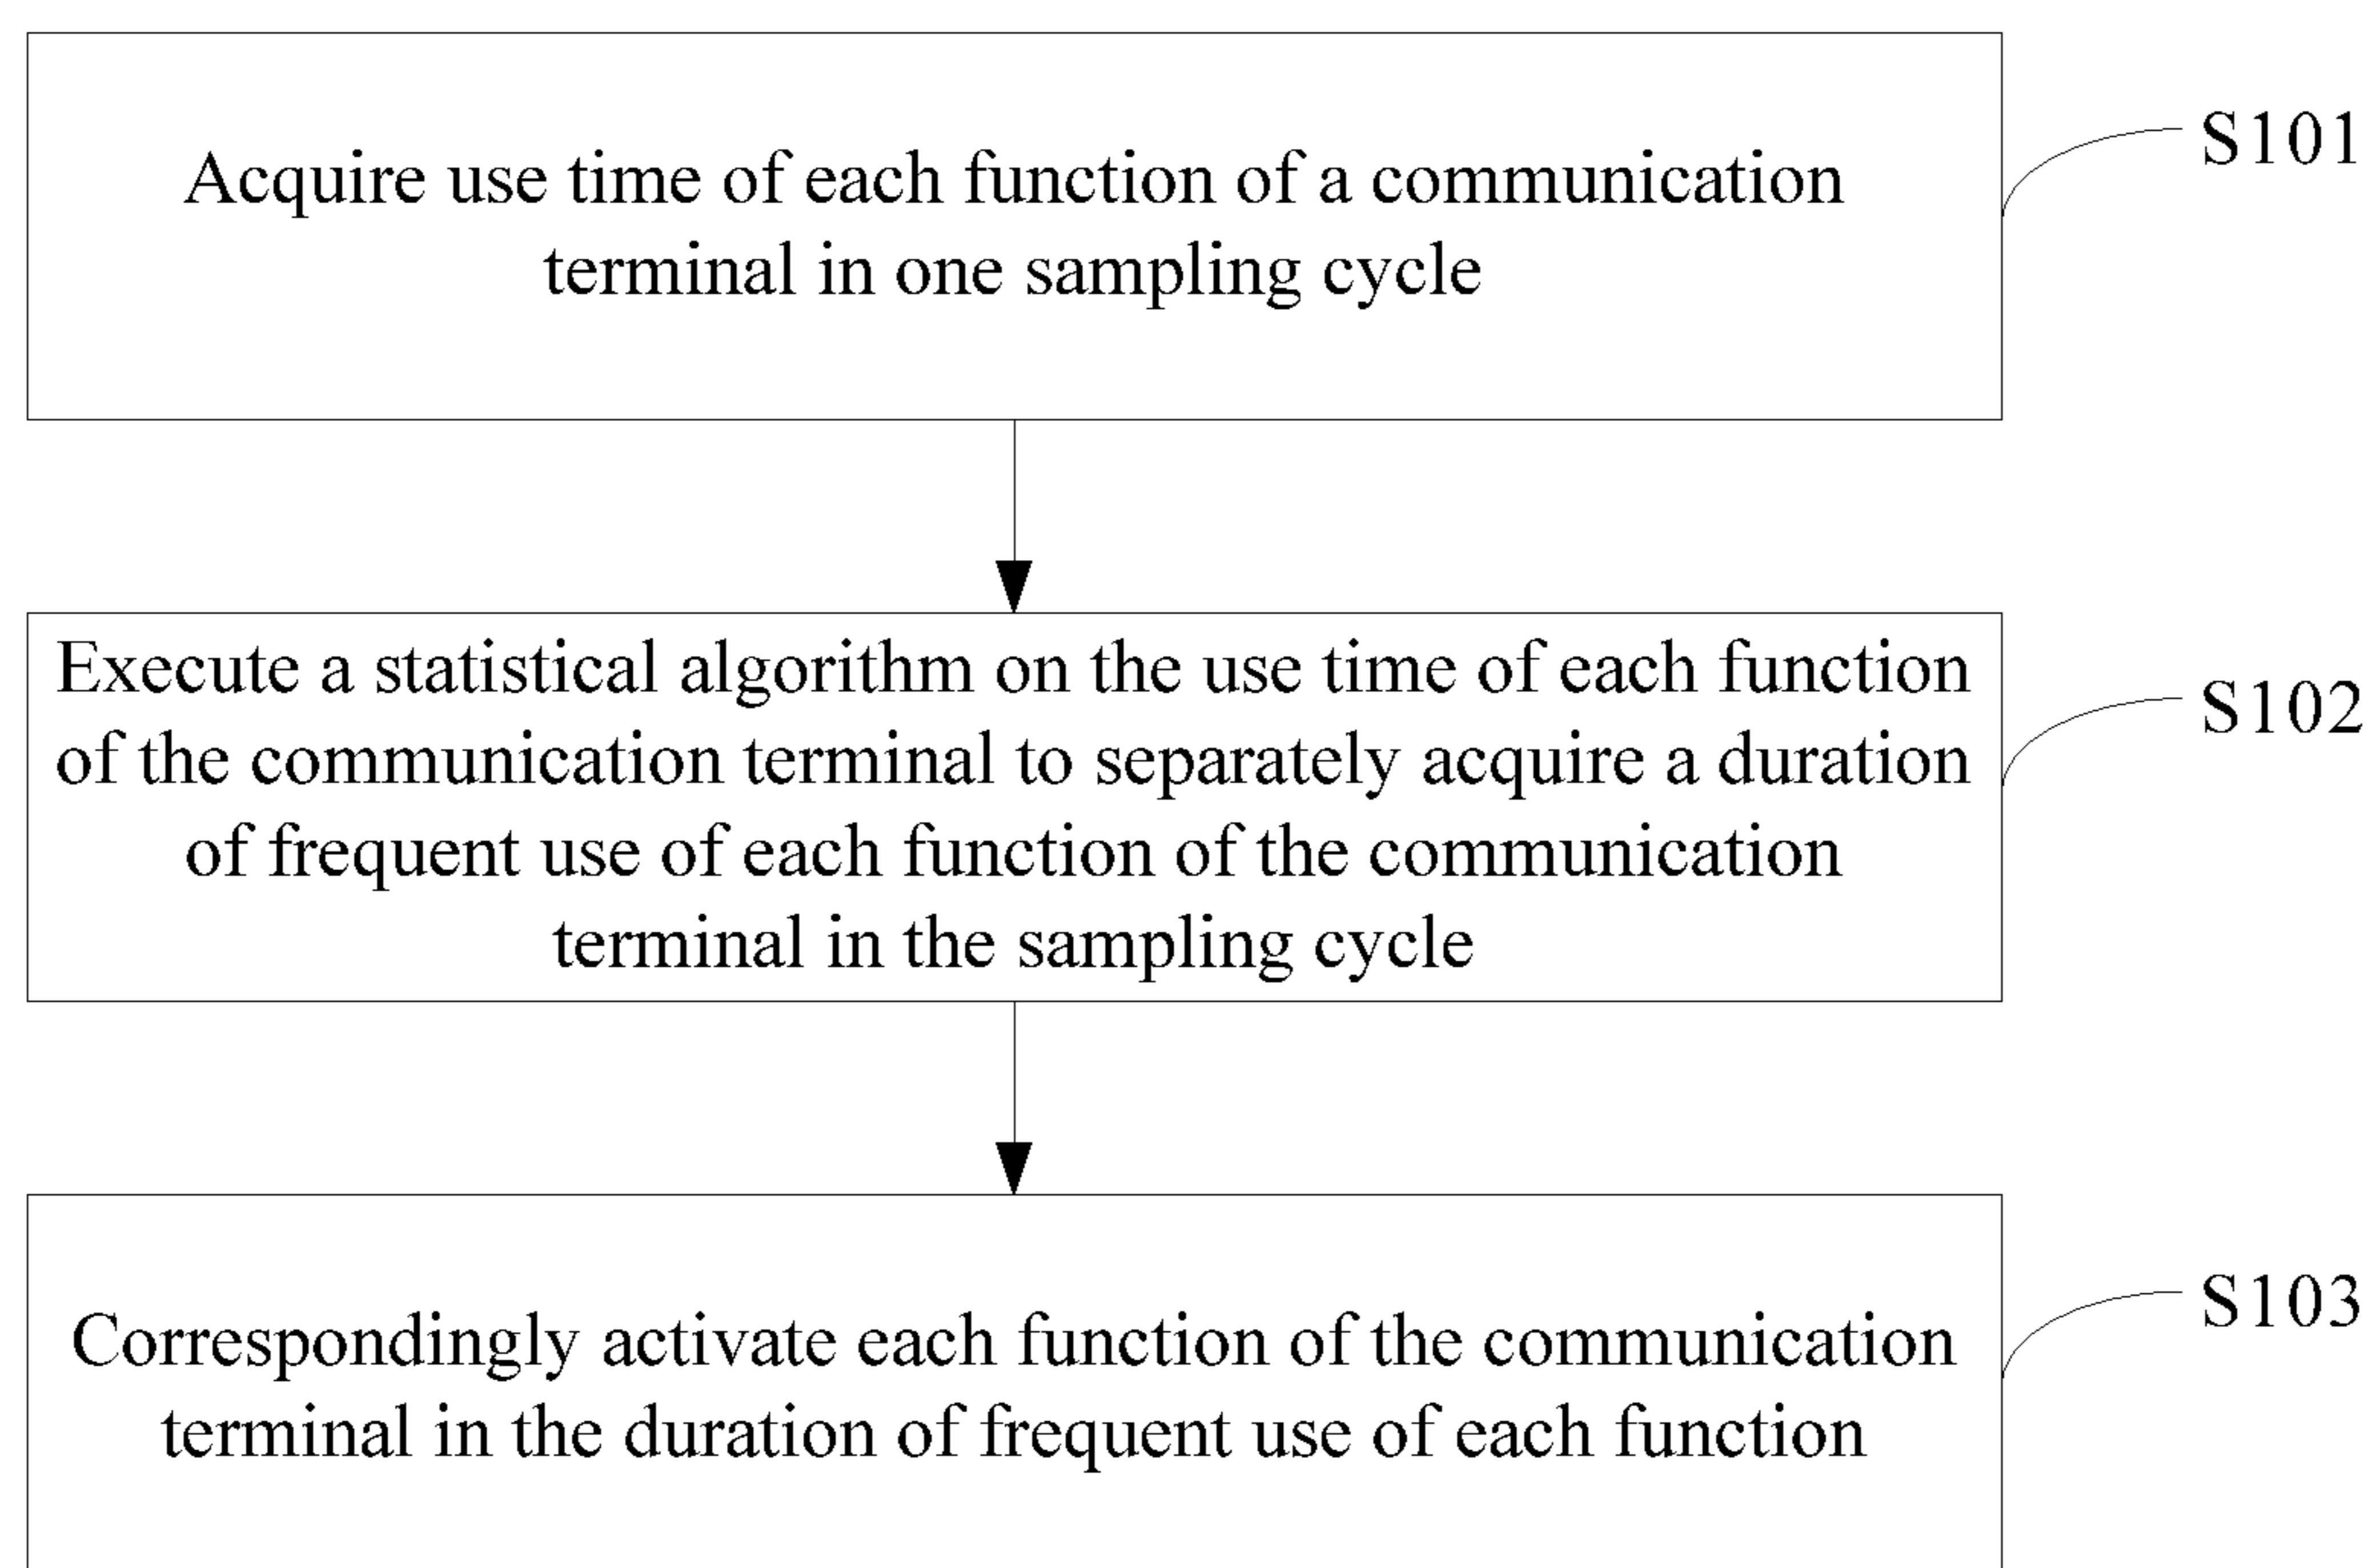 Acquire use time of each function of a communication
terminal in one sampling cycle
S101
Execute a statistical algorithm on the use time of each function
of the communication terminal to separately acquire a duration
of frequent use of each function of the communication
terminal in the sampling cycle
S102
Correspondingly activate each function of the communication
terminal in the duration of frequent use of each function
S103